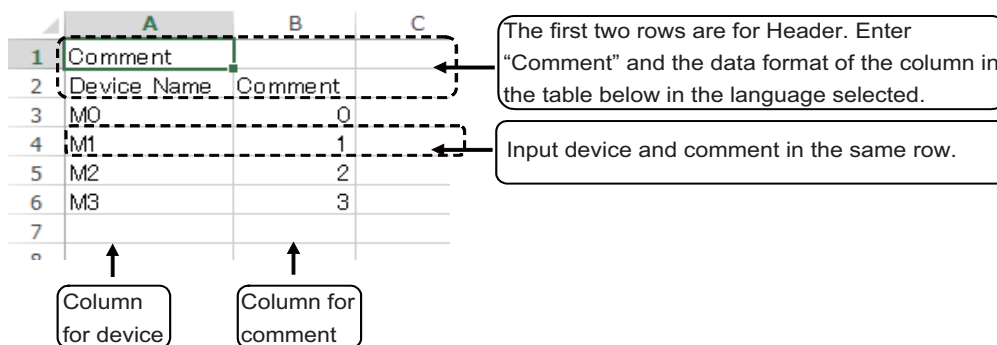 A B C
1 Comment
2 Device Name Comment
3 M0 0
4 M1 1
5 M2 2
6 M3 3
7
The first two rows are for Header. Enter
“Comment” and the data format of the column in
the table below in the language selected.
Input device and comment in the same row.
Column
for device
Column for
comment